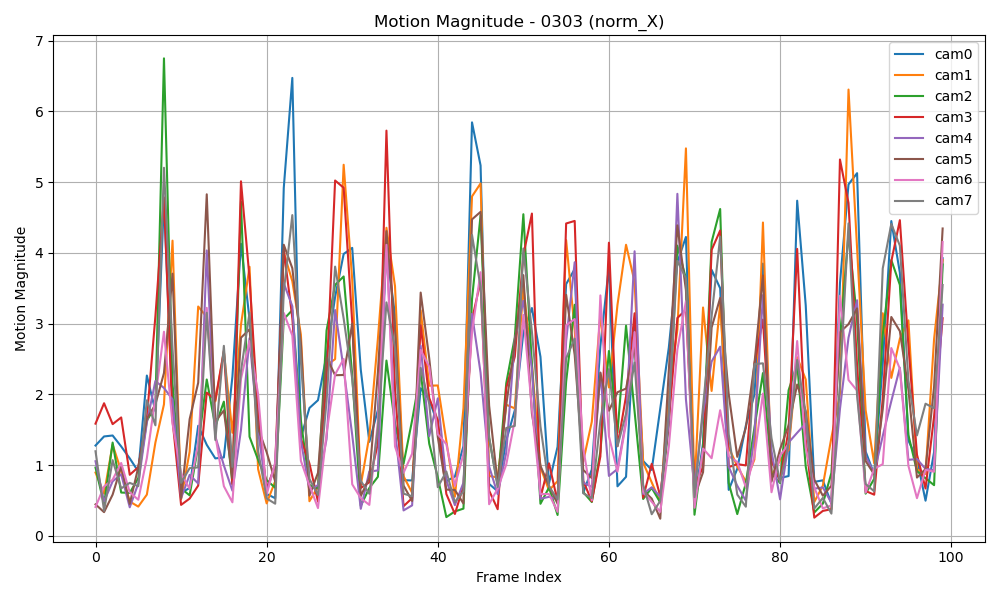 Motion Magnitude - 0303 (norm_X)
7
6
5
4
3
2
1
0
Motion Magnitude
0
20
40
60
80
100
Frame Index
cam0
cam1
cam2
cam3
cam4
cam5
cam6
cam7